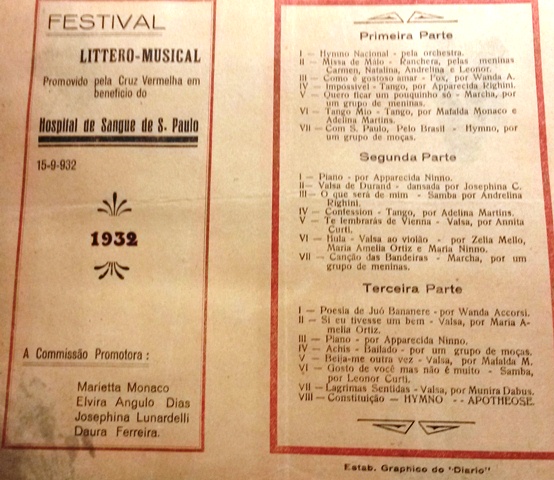 FESTIVAL
LITTERO-MUSICAL
Promovido pela Cruz Vermelha em
beneficio do
Hospital de Sangue de S. Paulo
15-9-932
1932
A Commissão Promotora :
Marietta Monaco
Elvira Angulo Dias
Josephina Lunardelli
Daura Ferreira.
Primeira Parte
I — Hymno Nacional - pela orchestra.
II — Missa de Málo - Ranchera, pelas meninas
Carmen, Natalina, Andrelina e Leonor.
III — Como é gostoso amar - Fox, por Wanda A.
IV — Impossivel - Tango, por Apparecida Righini.
V — Quero ficar um pouquinho só - Marcha, por
um grupo de meninas.
VI — Tango Mio - Tango, por Mafalda Monaco e
Adelina Martins.
VII — Com S. Paulo, Pelo Brasil - Hymno, por
um grupo de moças.
Segunda Parte
I — Piano - por Apparecida Ninno.
II — Valsa de Durand - dansada por Josephina C.
III — O que será de mim - Samba por Andrelina
Righini.
IV — Confession - Tango, por Adelina Martins.
V — Te lembrarás de Vienna - Valsa, por Annita
Curti.
VI — Hula - Valsa ao violão - por Zelia Mello,
Maria Amelia Ortiz e Maria Ninno.
VII — Canção das Bandeiras - Marcha, por um
grupo de meninas.
Terceira Parte
I — Poesia de Juó Bananere - por Wanda Accorsi.
II — Si eu tivesse um bem - Valsa, por Maria A-
melia Ortiz.
III — Piano - por Apparecida Ninno.
IV — Achis - Bailado - por um grupo de moças.
V — Beija-me outra vez - Valsa, por Mafalda M.
VI — Gosto de você mas não é muito - Samba,
por Leonor Curti.
VII — Lagrimas Sentidas - Valsa, por Munira Dabus.
VIII — Constituição — HYMNO - - APOTHEOSE.
Estab. Graphico do "Diario"